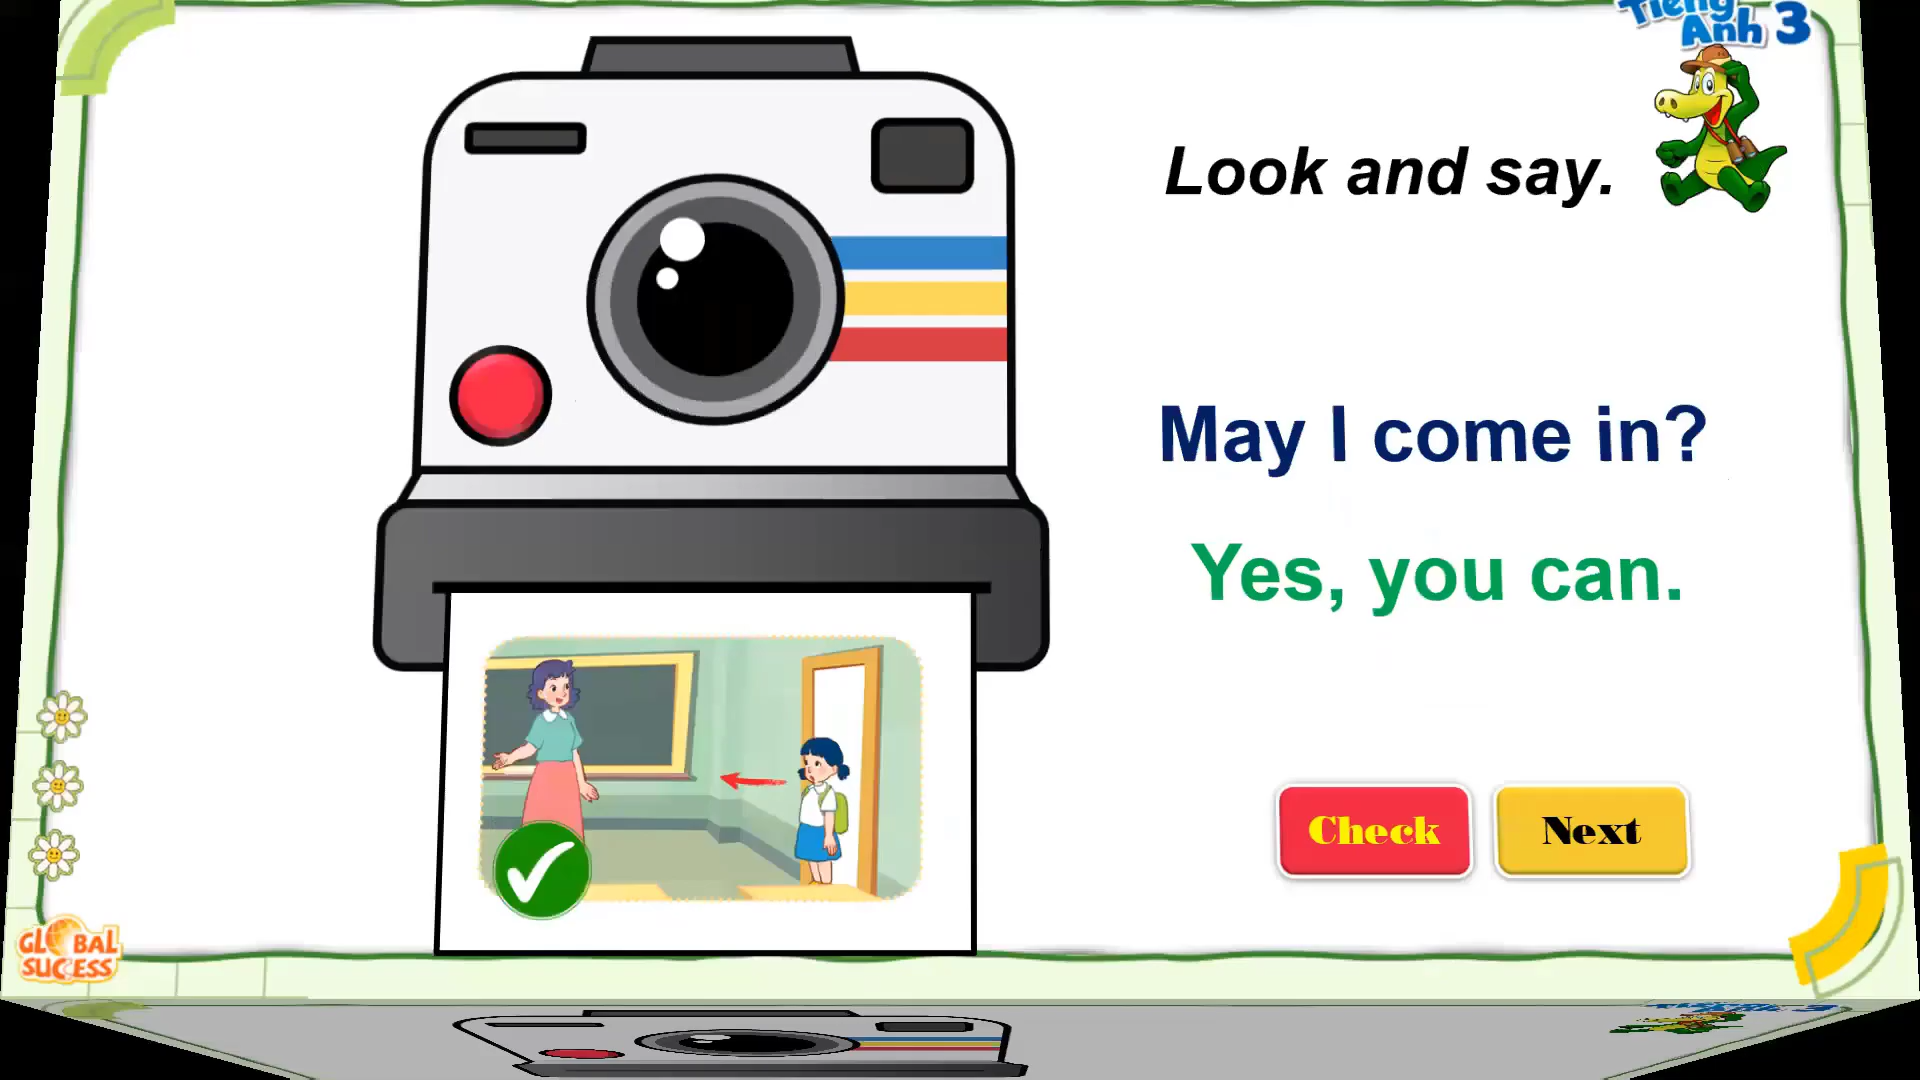 Tiếng
Anh 3
Look and say.
May I come in?
Yes, you can.
Check
Next
GLOBAL
SUCCESS